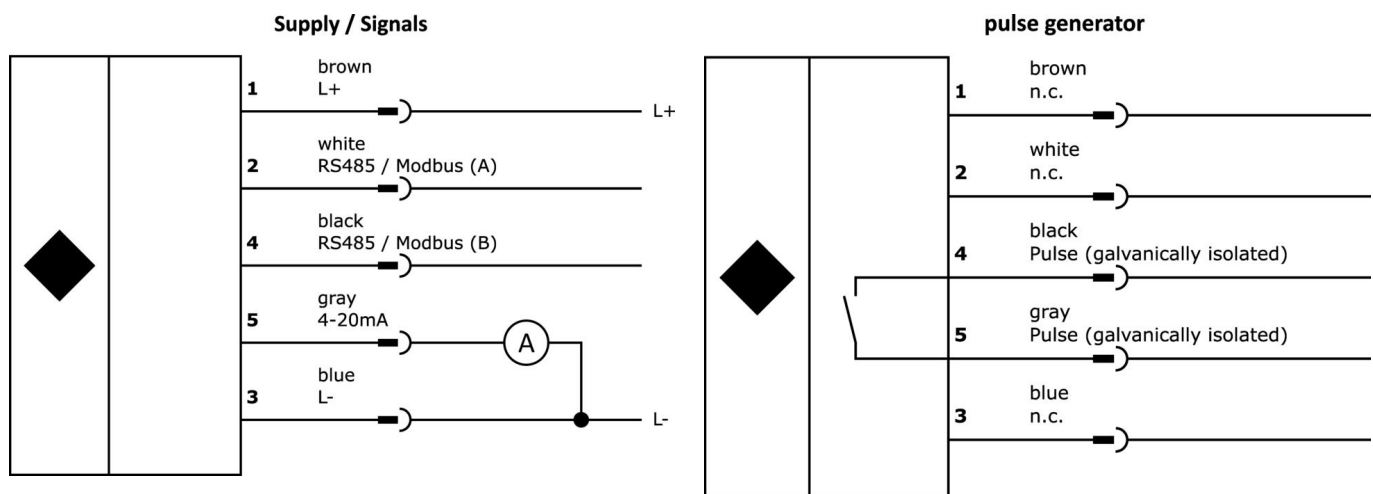 Supply / Signals
brown
1 L+
L+
white
2 RS485 / Modbus (A)
black
4 RS485 / Modbus (B)
gray
5 4-20mA
A
blue
3 L-
L-
pulse generator
brown
1 n.c.
white
2 n.c.
black
4 Pulse (galvanically isolated)
gray
5 Pulse (galvanically isolated)
blue
3 n.c.